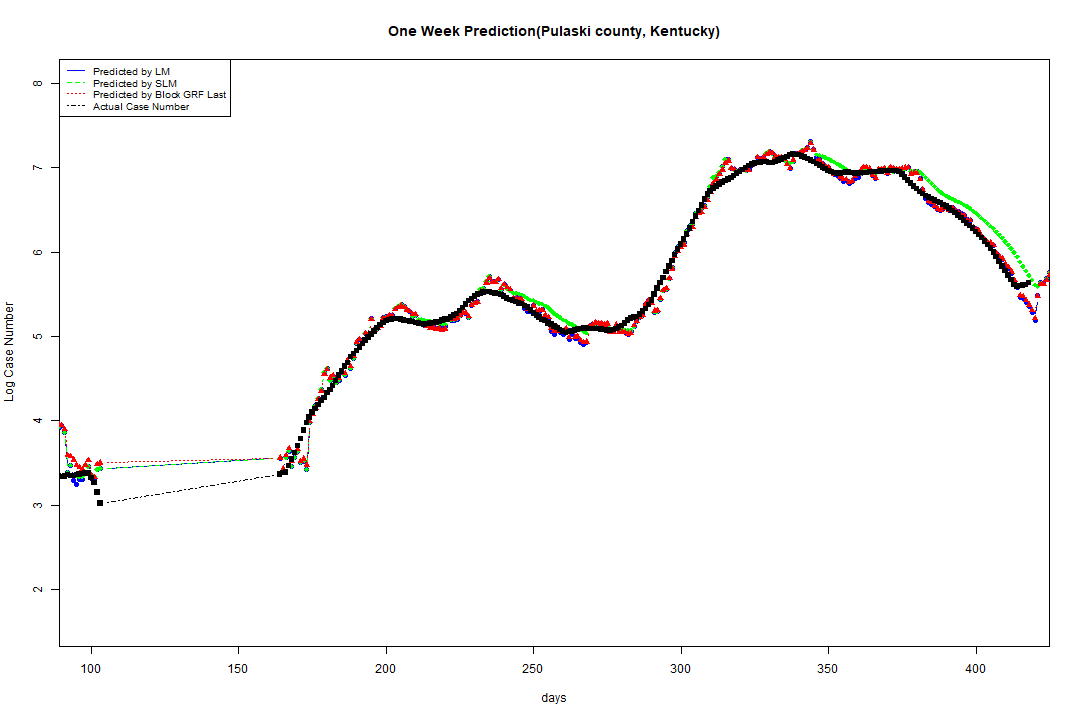 One Week Prediction(Pulaski county, Kentucky)
Predicted by LM
Predicted by SLM
Predicted by Block GRF Last
Actual Case Number
8
7
6
5
4
3
2
Log Case Number
100 150 200 250 300 350 400
days